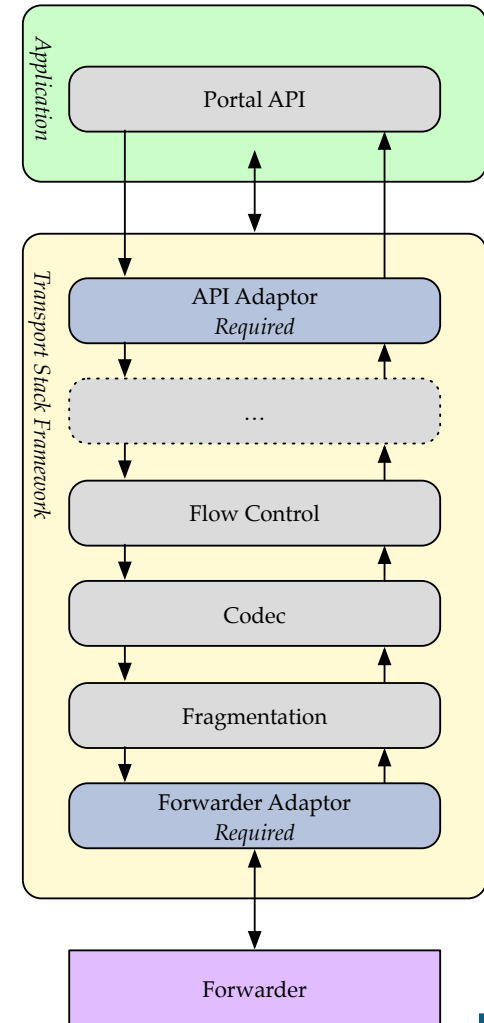 Application
Portal API
Transport Stack Framework
API Adaptor
Required
...
Flow Control
Codec
Fragmentation
Forwarder Adaptor
Required
Forwarder